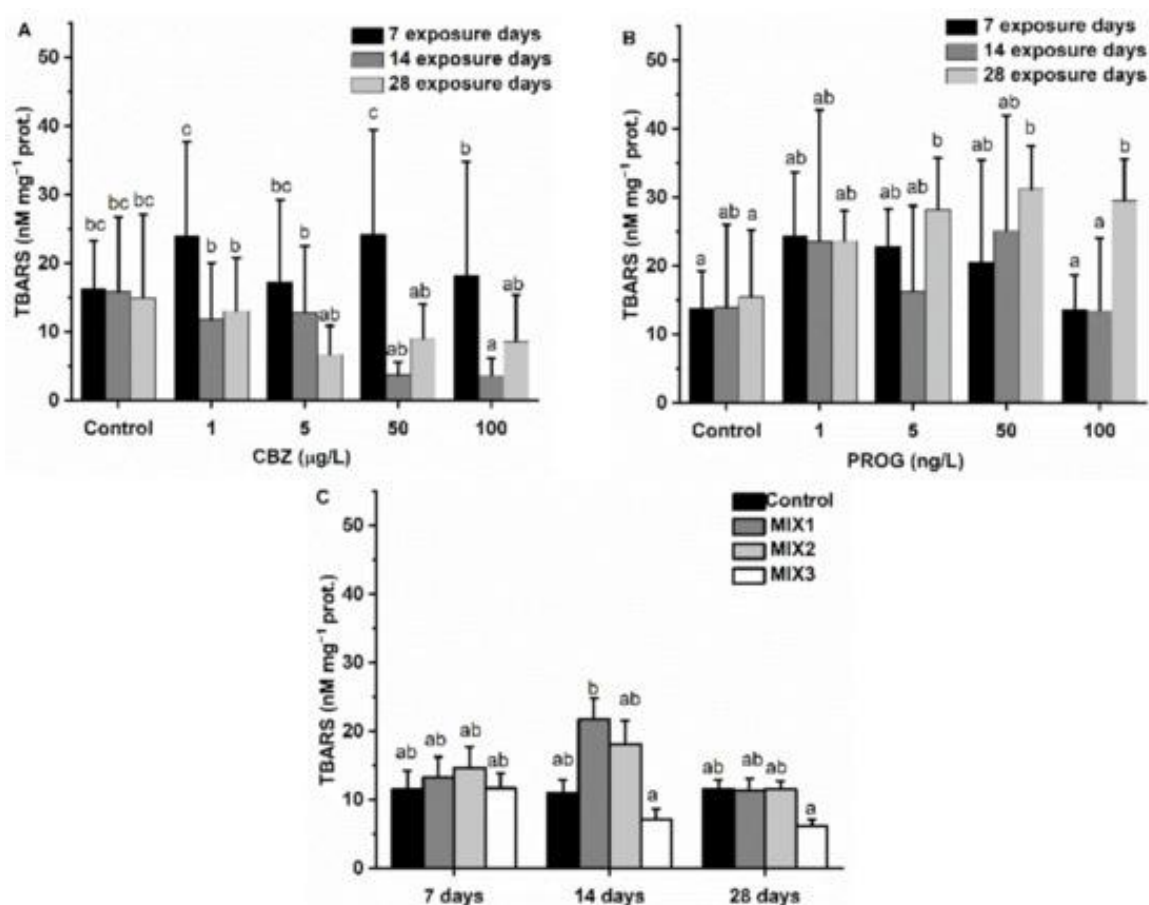 A
7 exposure days
14 exposure days
28 exposure days
TBARS (nM mg⁻¹ prot.)
50
40
30
20
10
0
bc bc bc
c b b
bc b ab
c ab ab
b a ab
Control 1 5 50 100
CBZ (µg/L)
B
7 exposure days
14 exposure days
28 exposure days
TBARS (nM mg⁻¹ prot.)
50
40
30
20
10
0
a ab a
ab ab ab
ab ab b
ab ab b
a a b
Control 1 5 50 100
PROG (ng/L)
C
Control
MIX1
MIX2
MIX3
TBARS (nM mg⁻¹ prot.)
50
40
30
20
10
0
ab ab ab ab
ab b ab a
ab ab ab a
7 days 14 days 28 days